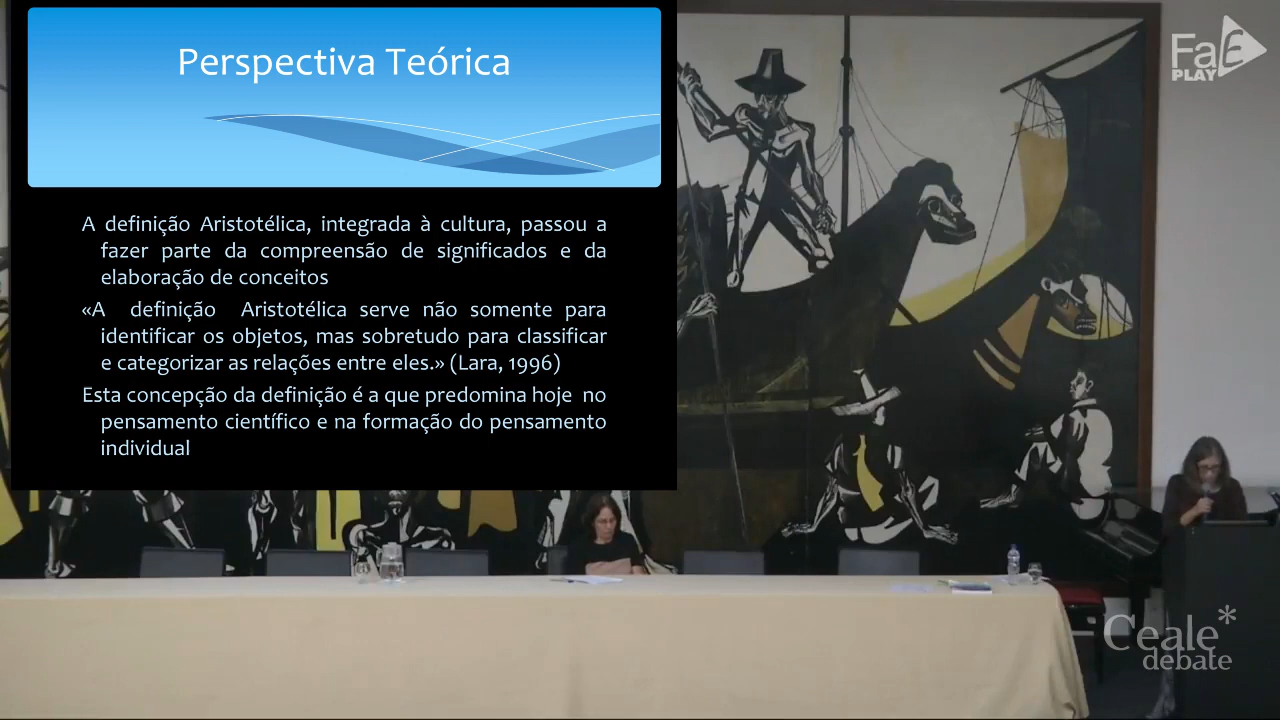 Perspectiva Teórica
A definição Aristotélica, integrada à cultura, passou a
fazer parte da compreensão de significados e da
elaboração de conceitos
«A definição Aristotélica serve não somente para
identificar os objetos, mas sobretudo para classificar
e categorizar as relações entre eles.» (Lara, 1996)
Esta concepção da definição é a que predomina hoje no
pensamento científico e na formação do pensamento
individual
FaE
PLAY
Ceale*
debate